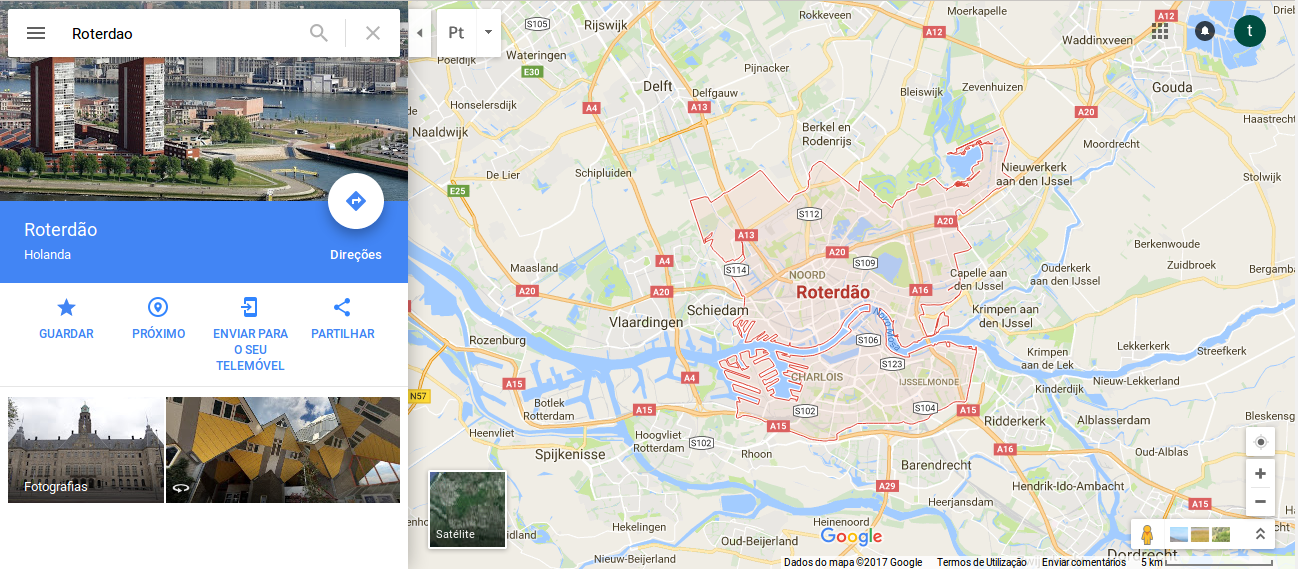 Roterdao
Pt
Roterdão
Holanda
Direções
GUARDAR
PRÓXIMO
ENVIAR PARA
O SEU
TELEMÓVEL
PARTILHAR
Fotografias
S105
Rijswijk
Rokkeveen
Moerkapelle
A12
Waddinxveen
t
Poeldijk
Wateringen
E30
A12
Pijnacker
Delft
Delfgauw
Bleiswijk
Zevenhuizen
Gouda
Honselersdijk
A4
A13
A20
Haastrecht
Naaldwijk
Berkel en
Rodenrijs
Moordrecht
De Lier
Schipluiden
Nieuwerkerk
aan den IJssel
Stolwijk
E25
S112
A20
A13
Berkenwoude
A20
S109
Zuidbroek
Maasland
A4
S114
NOORD
Capelle aan
den IJssel
Ouderkerk
aan den IJssel
A20
A20
Roterdão
A16
Schiedam
Krimpen aan
den IJssel
Vlaardingen
Rozenburg
S106
Krimpen
aan de Lek
Lekkerkerk
Streefkerk
S123
A15
A4
CHARLOIS
IJSSELMONDE
Kinderdijk
Nieuw-Lekkerland
N57
Botlek
Rotterdam
A15
S102
S104
A15
Ridderkerk
Alblasserdam
A15
Heenvliet
Hoogvliet
Rotterdam
S102
Spijkenisse
Rhoon
A16
Oud-Alblas
Barendrecht
A29
Hendrik-Ido-Ambacht
Heerjansdam
A15
Satélite
Hekelingen
Heinenoord
Oud-Beijerland
Google
Nieuw-Beijerland
Dordrecht
Dados do mapa ©2017 Google
Termos de Utilização
Enviar comentários
5 km